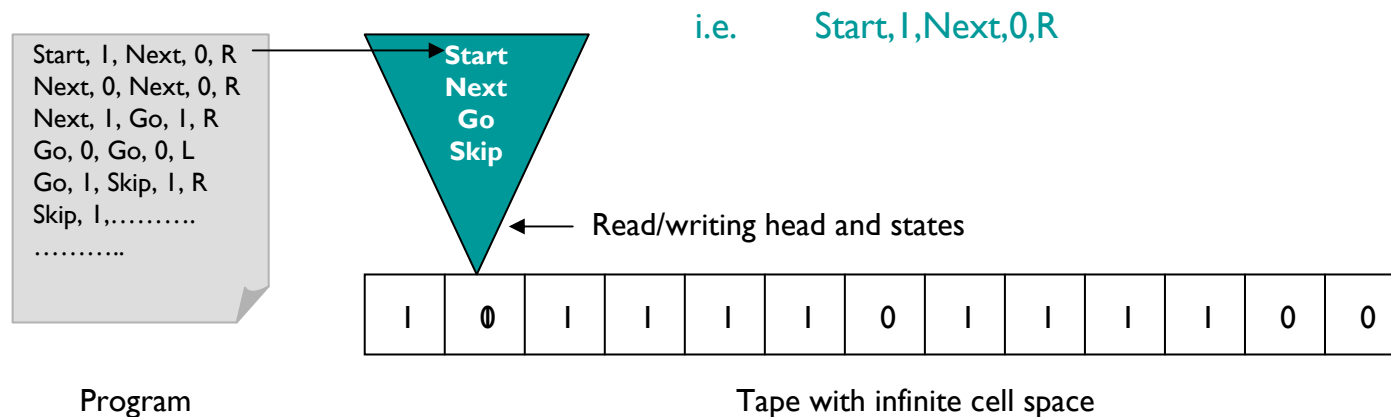 i.e. Start,1,Next,0,R
Start, 1, Next, 0, R
Next, 0, Next, 0, R
Next, 1, Go, 1, R
Go, 0, Go, 0, L
Go, 1, Skip, 1, R
Skip, 1,..........
...........
Start
Next
Go
Skip
Read/writing head and states
1 1 1 1 1 0 1 1 1 1 0 0
Program
Tape with infinite cell space